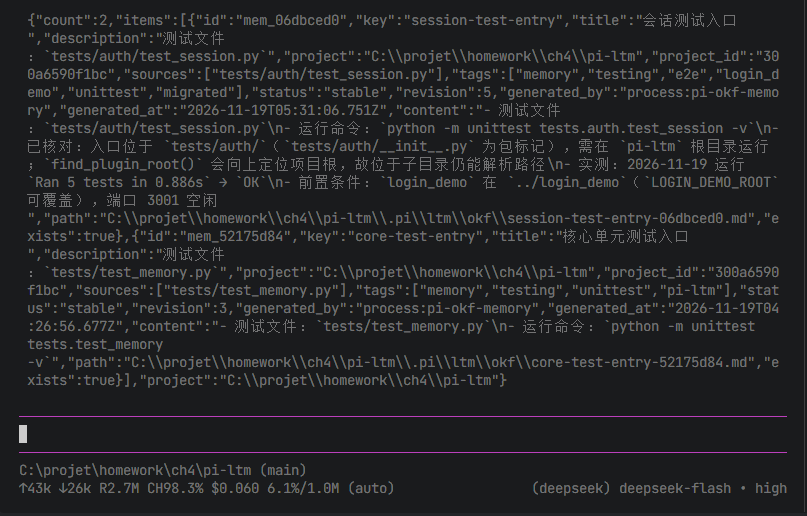 {"count":2,"items":[{"id":"mem_06dbced0","key":"session-test-entry","title":"会话测试入口
","description":"测试文件
：`tests/auth/test_session.py`","project":"C:\\projet\\homework\\ch4\\pi-ltm","project_id":"30
0a6590f1bc","sources":["tests/auth/test_session.py"],"tags":["memory","testing","e2e","login_d
emo","unittest","migrated"],"status":"stable","revision":5,"generated_by":"process:pi-okf-memo
ry","generated_at":"2026-11-19T05:31:06.751Z","content":"- 测试文件
：`tests/auth/test_session.py`\n- 运行命令：`python -m unittest tests.auth.test_session -v`\n-
已核对：入口位于 `tests/auth/`（`tests/auth/__init__.py` 为包标记），需在 `pi-ltm` 根目录运行
；`find_plugin_root()` 会向上定位项目根，故位于子目录仍能解析路径\n- 实测：2026-11-19 运行
`Ran 5 tests in 0.886s` → `OK`\n- 前置条件：`login_demo` 在 `../login_demo`（`LOGIN_DEMO_ROOT`
可覆盖），端口 3001 空闲
","path":"C:\\projet\\homework\\ch4\\pi-ltm\\.pi\\ltm\\okf\\session-test-entry-06dbced0.md","e
xists":true},{"id":"mem_52175d84","key":"core-test-entry","title":"核心单元测试入口
","description":"测试文件
：`tests/test_memory.py`","project":"C:\\projet\\homework\\ch4\\pi-ltm","project_id":"300a6590
f1bc","sources":["tests/test_memory.py"],"tags":["memory","testing","unittest","pi-ltm"],"stat
us":"stable","revision":3,"generated_by":"process:pi-okf-memory","generated_at":"2026-11-19T04
:26:56.677Z","content":"- 测试文件：`tests/test_memory.py`\n- 运行命令：`python -m unittest
tests.test_memory
-v`","path":"C:\\projet\\homework\\ch4\\pi-ltm\\.pi\\ltm\\okf\\core-test-entry-52175d84.md","e
xists":true}],"project":"C:\\projet\\homework\\ch4\\pi-ltm"}
C:\projet\homework\ch4\pi-ltm (main)
↑43k ↓26k R2.7M CH98.3% $0.060 6.1%/1.0M (auto) (deepseek) deepseek-flash • high